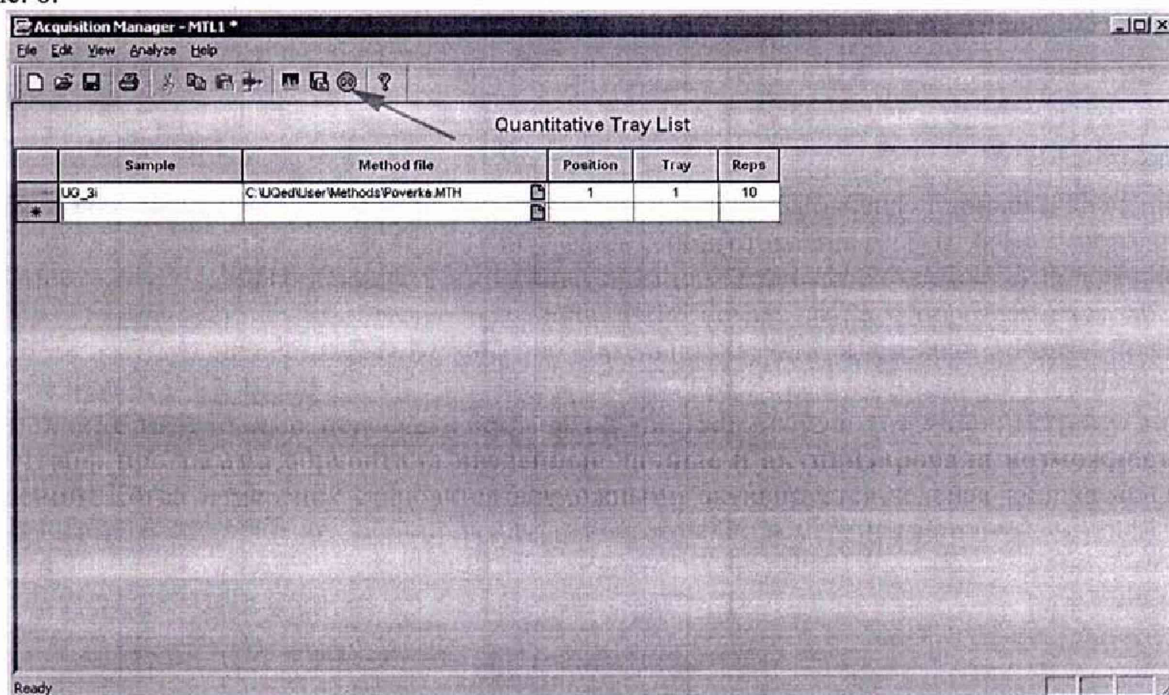 Acquisition Manager - MTL1 *
File Edit View Analyze Help
Quantitative Tray List
Sample Method file Position Tray Reps
UG_3i C:\UQed\User\Methods\Poverka.MTH 1 1 10
*
Ready